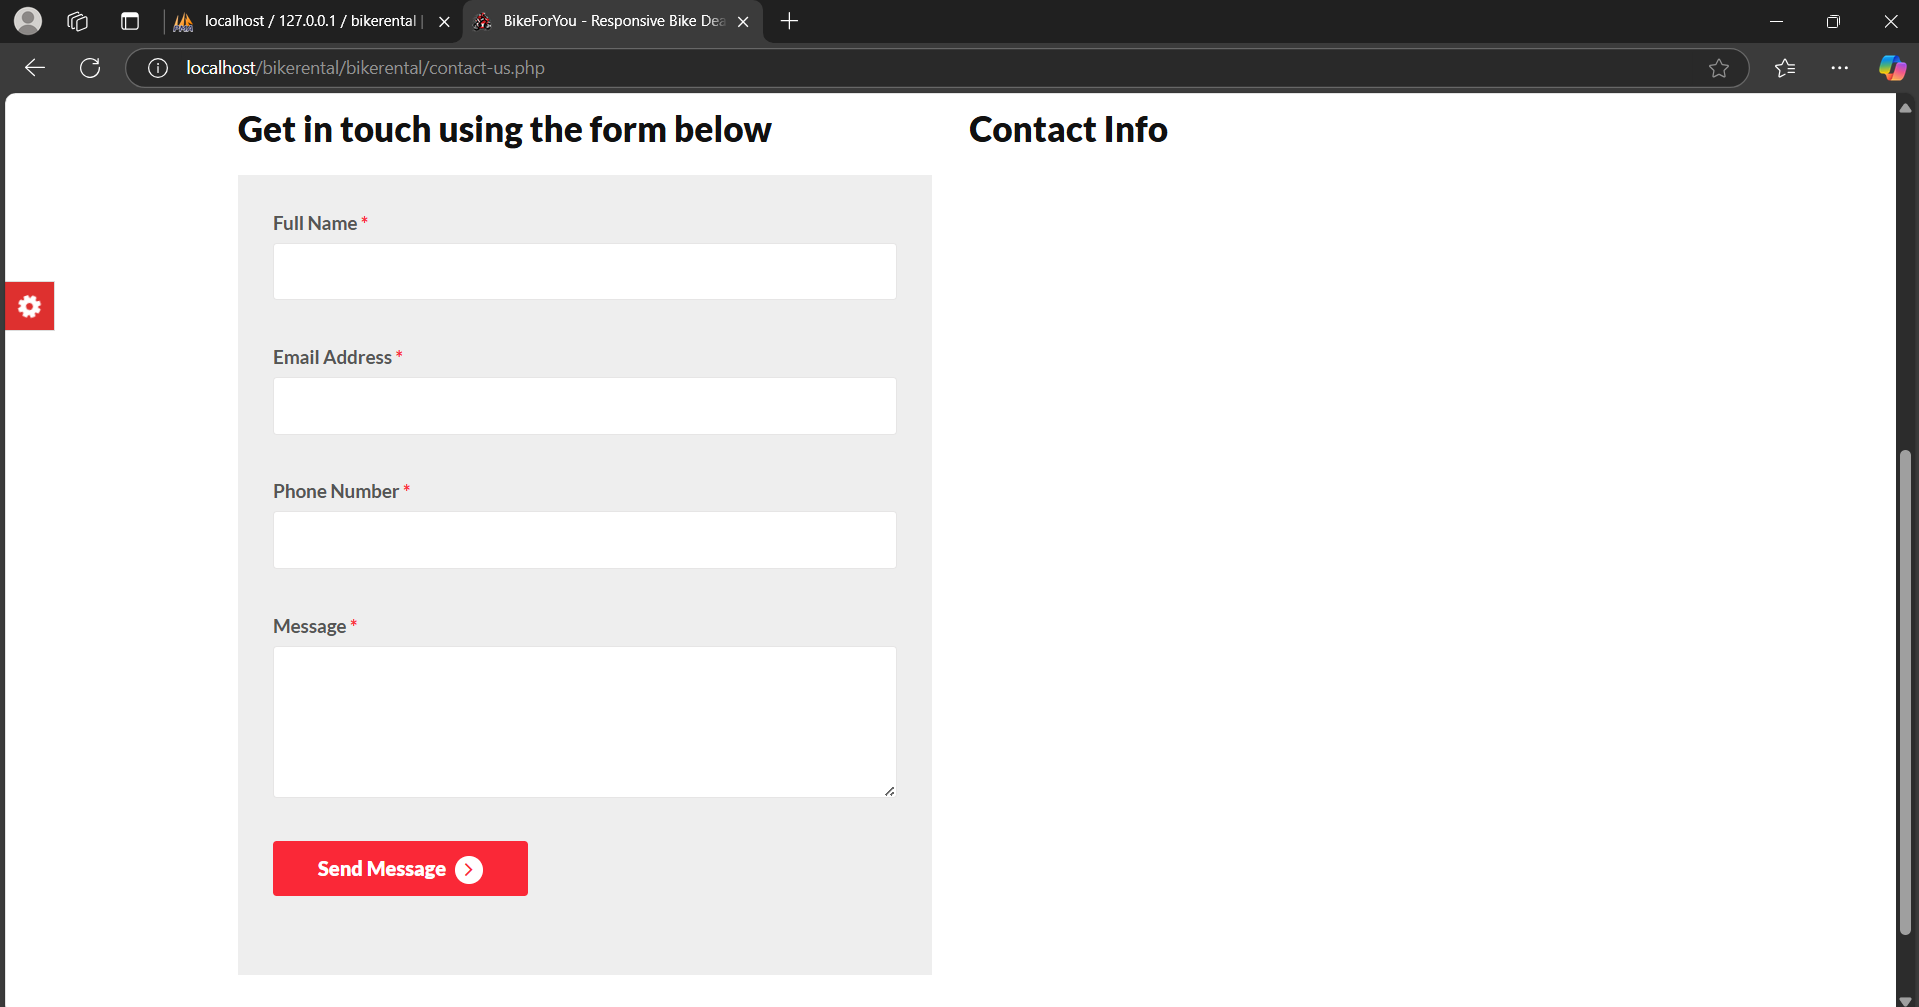 localhost / 127.0.0.1 / bikerental |
BikeForYou - Responsive Bike Dea
localhost/bikerental/bikerental/contact-us.php
Get in touch using the form below
Contact Info
Full Name *
Email Address *
Phone Number *
Message *
Send Message